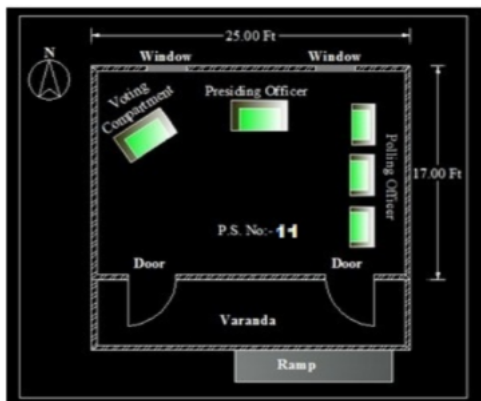 N
25.00 Ft
Window
Window
Voting
Compartment
Presiding Officer
Polling Officer
17.00 Ft
P.S. No:- 11
Door
Door
Varanda
Ramp